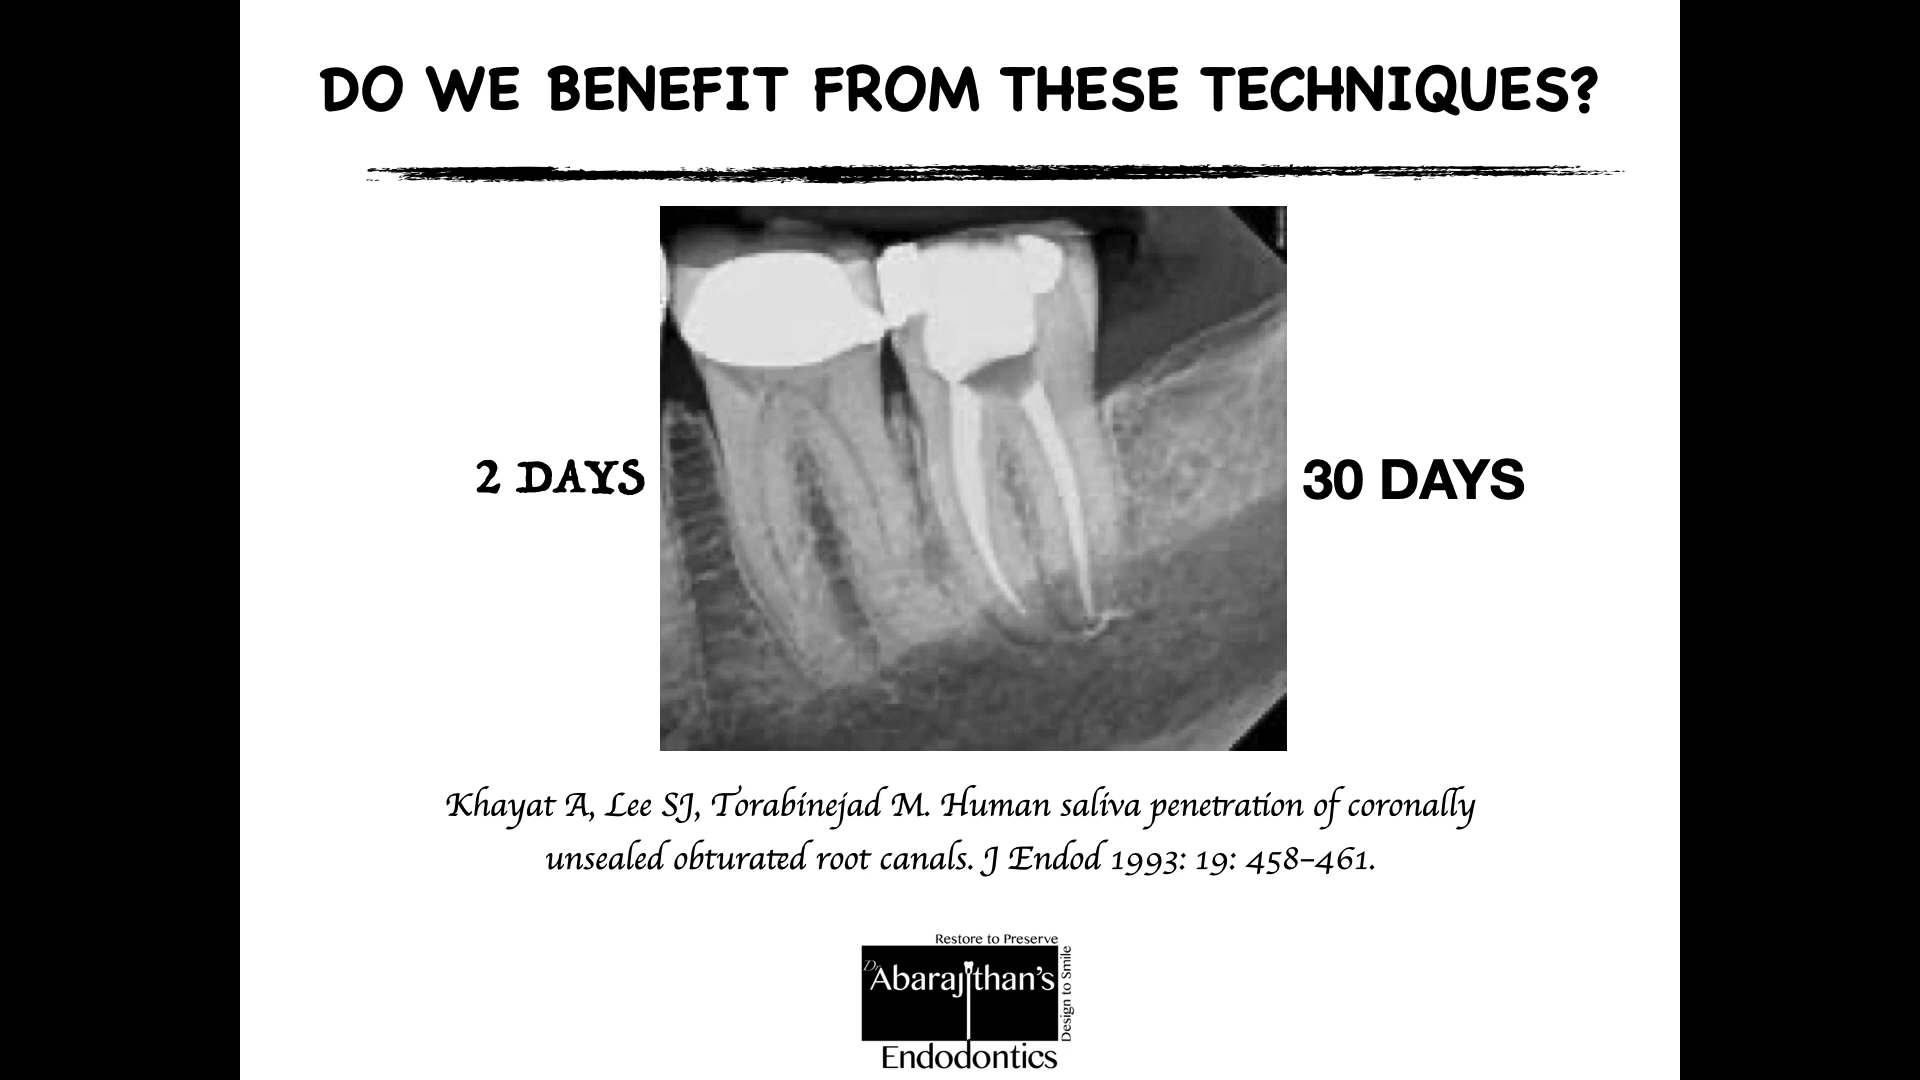 DO WE BENEFIT FROM THESE TECHNIQUES?
2 DAYS
30 DAYS
Khayat A, Lee SJ, Torabinejad M. Human saliva penetration of coronally
unsealed obturated root canals. J Endod 1993: 19: 458–461.
Restore to Preserve
Dr. Abarajithan's
Design to Smile
Endodontics